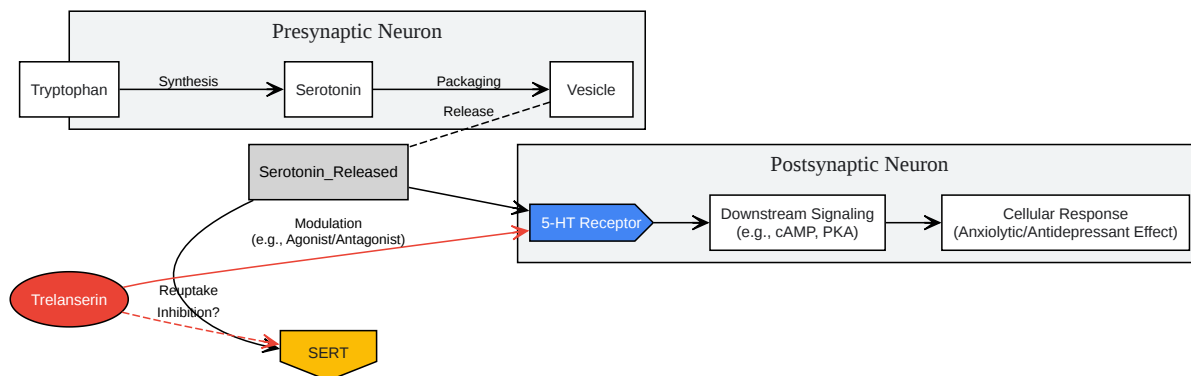 Presynaptic Neuron
Tryptophan
Synthesis
Serotonin
Packaging
Vesicle
Release
Serotonin_Released
Postsynaptic Neuron
5-HT Receptor
Downstream Signaling
(e.g., cAMP, PKA)
Cellular Response
(Anxiolytic/Antidepressant Effect)
Modulation
(e.g., Agonist/Antagonist)
Trelanserin
Reuptake
Inhibition?
SERT